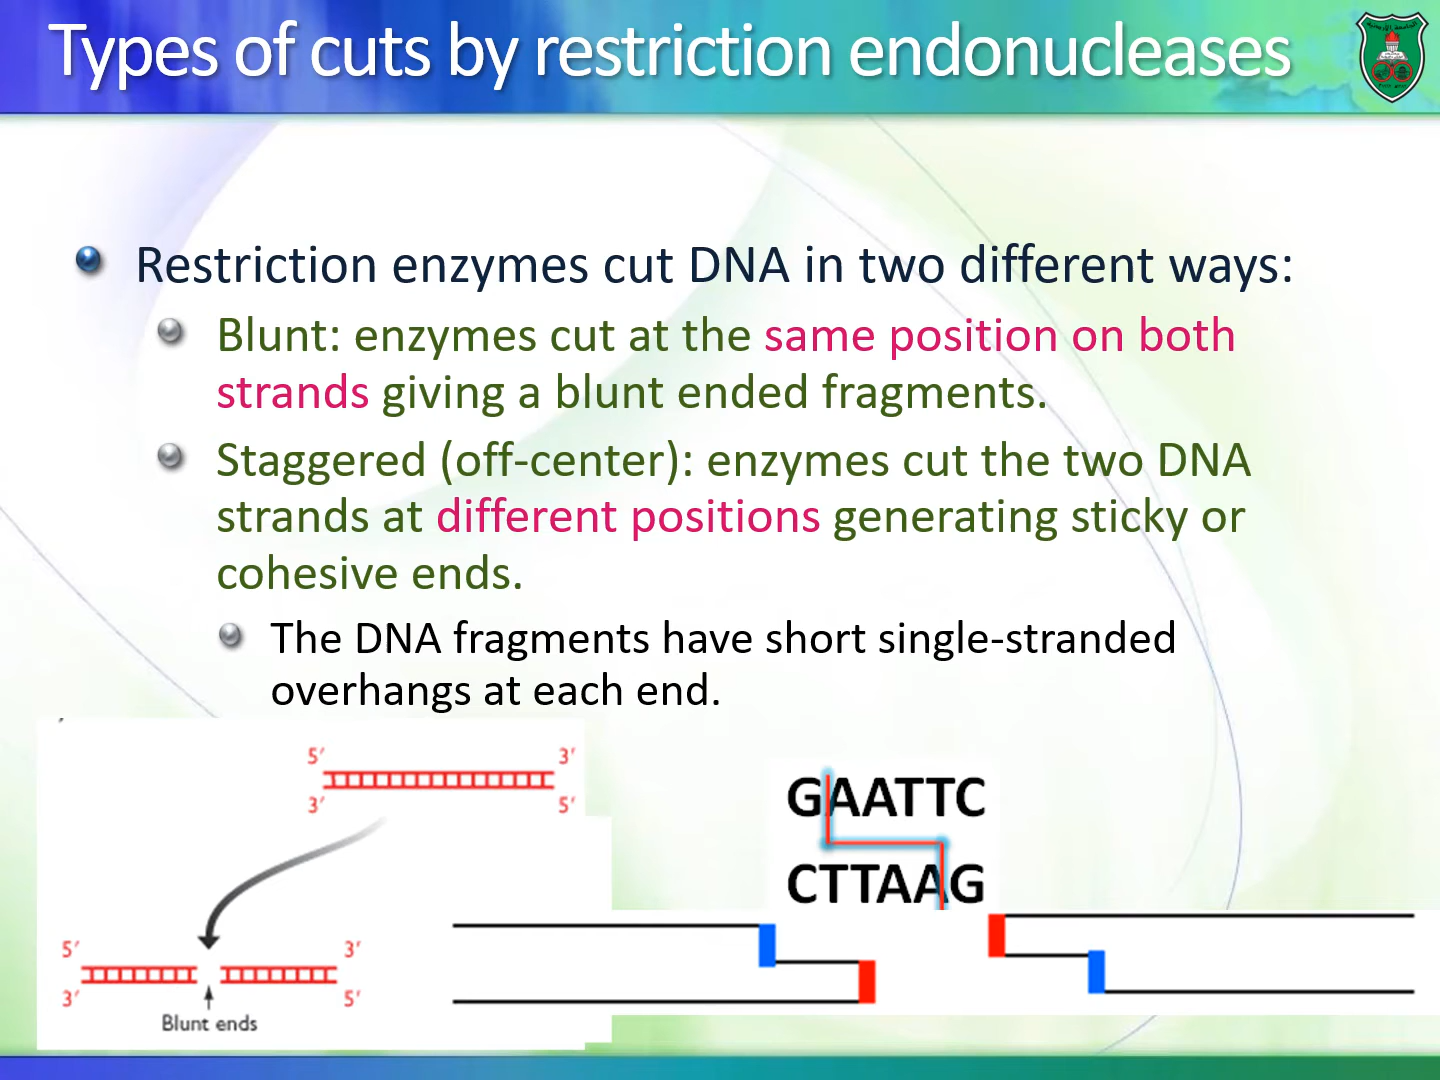 Types of cuts by restriction endonucleases
Restriction enzymes cut DNA in two different ways:
Blunt: enzymes cut at the same position on both
strands giving a blunt ended fragments.
Staggered (off-center): enzymes cut the two DNA
strands at different positions generating sticky or
cohesive ends.
The DNA fragments have short single-stranded
overhangs at each end.
5′ 3′
3′ 5′
GAATTC
CTTAAG
5′ 3′
3′ 5′
Blunt ends